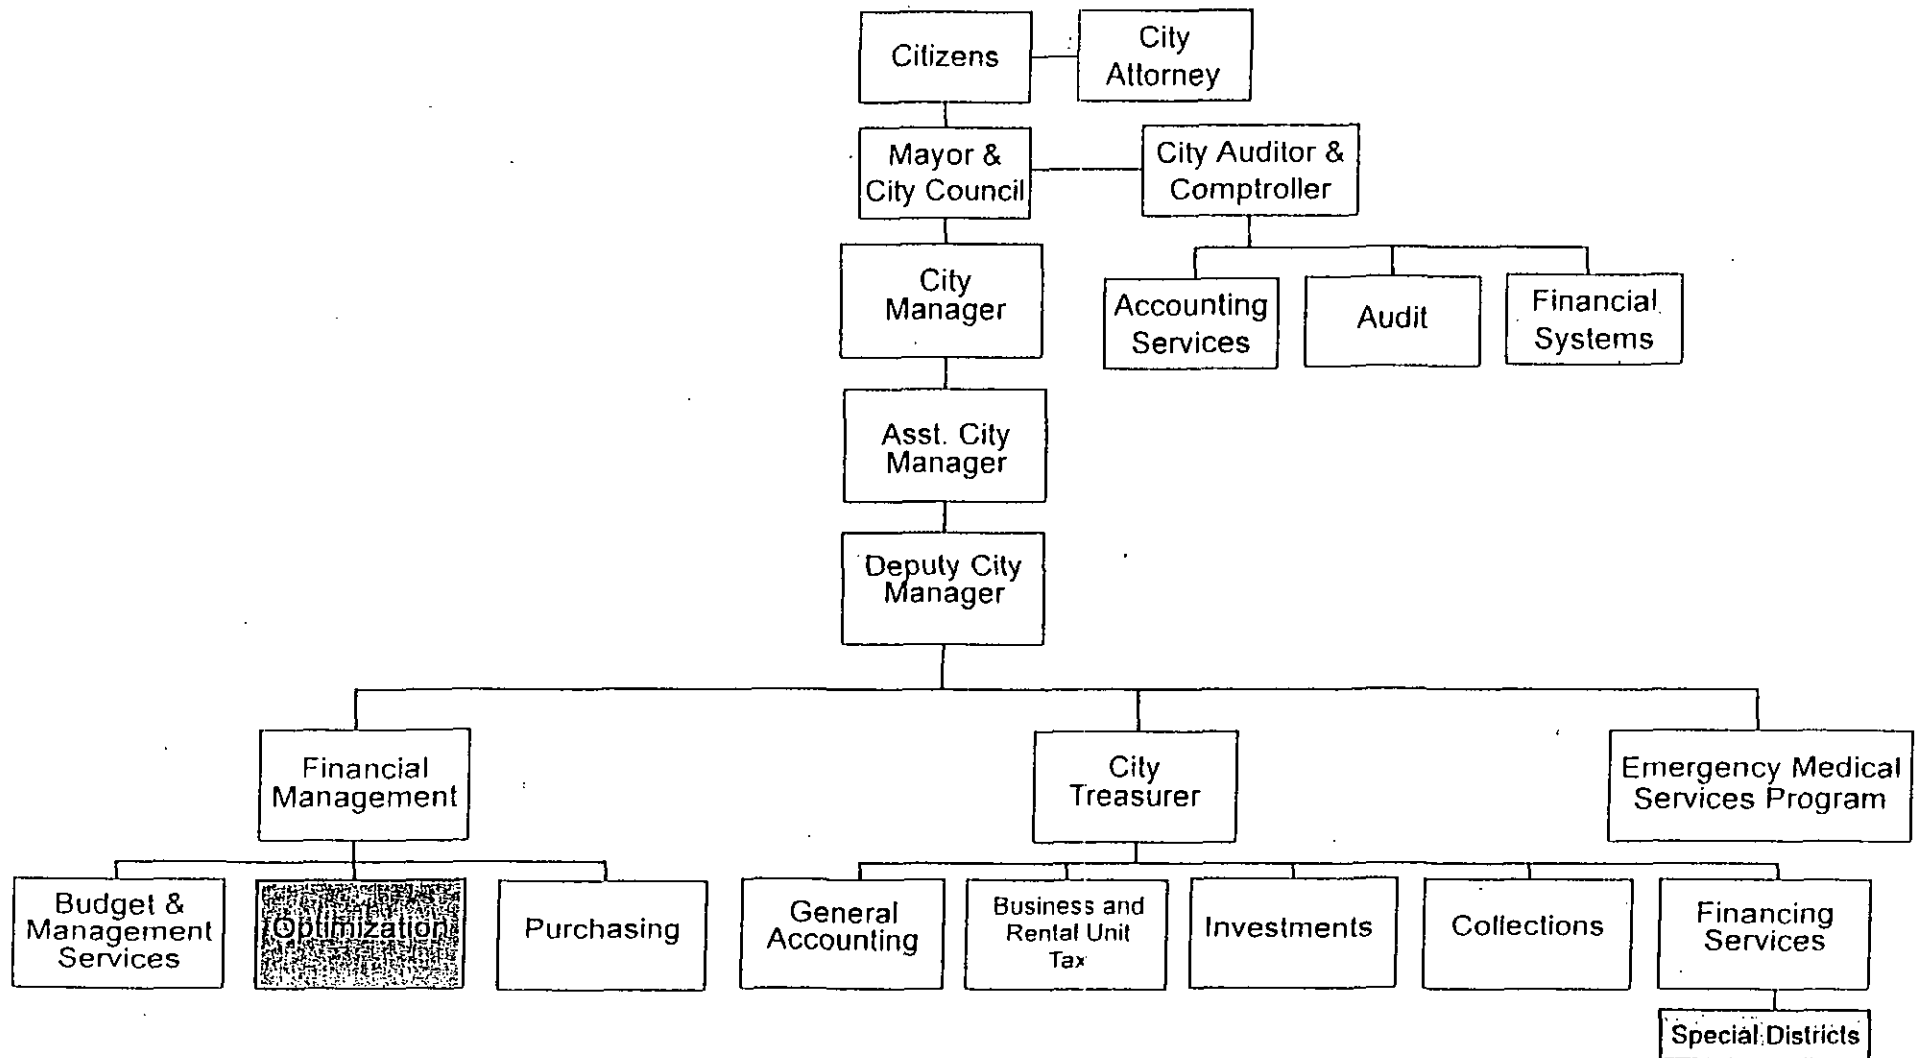 Citizens
City
Attorney
Mayor &
City Council
City Auditor &
Comptroller
City
Manager
Accounting
Services
Audit
Financial
Systems
Asst. City
Manager
Deputy City
Manager
Financial
Management
City
Treasurer
Emergency Medical
Services Program
Budget &
Management
Services
Optimization
Purchasing
General
Accounting
Business and
Rental Unit
Tax
Investments
Collections
Financing
Services
Special Districts